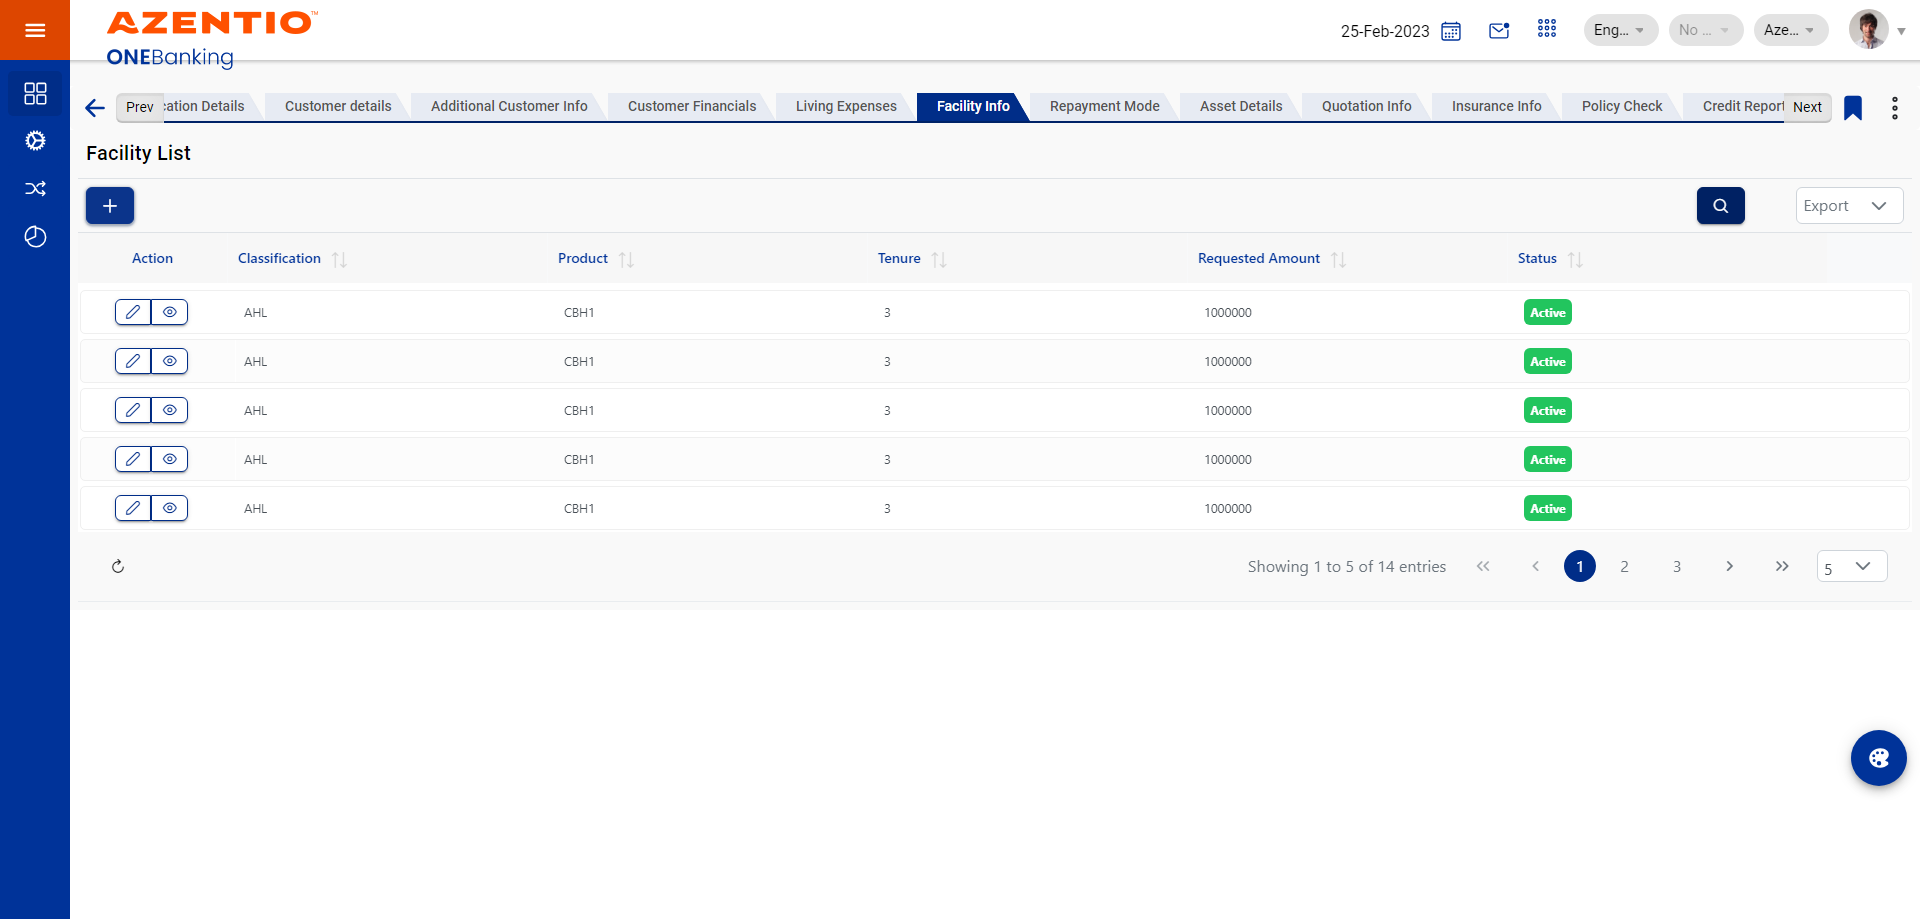 AZENTIO™
ONEBanking
25-Feb-2023
Eng...
No ...
Aze...
Prev
cation Details
Customer details
Additional Customer Info
Customer Financials
Living Expenses
Facility Info
Repayment Mode
Asset Details
Quotation Info
Insurance Info
Policy Check
Credit Report
Next
Facility List
Export
Action Classification Product Tenure Requested Amount Status
AHL CBH1 3 1000000 Active
AHL CBH1 3 1000000 Active
AHL CBH1 3 1000000 Active
AHL CBH1 3 1000000 Active
AHL CBH1 3 1000000 Active
Showing 1 to 5 of 14 entries 1 2 3 5